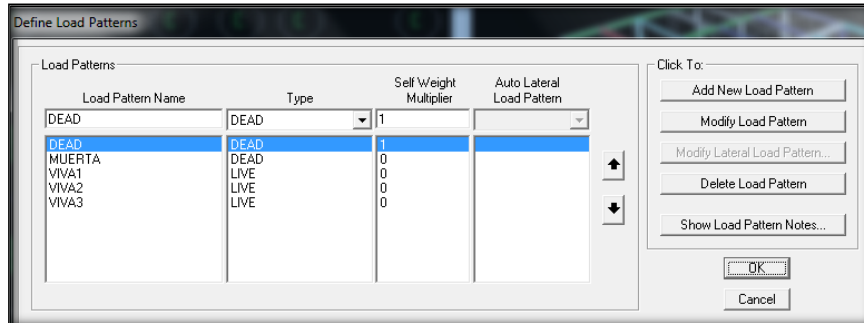 Define Load Patterns
Load Patterns
Click To:
Load Pattern Name Type Self Weight Multiplier Auto Lateral Load Pattern
DEAD DEAD 1
DEAD DEAD 1
MUERTA DEAD 0
VIVA1 LIVE 0
VIVA2 LIVE 0
VIVA3 LIVE 0
Add New Load Pattern
Modify Load Pattern
Modify Lateral Load Pattern...
Delete Load Pattern
Show Load Pattern Notes...
OK
Cancel